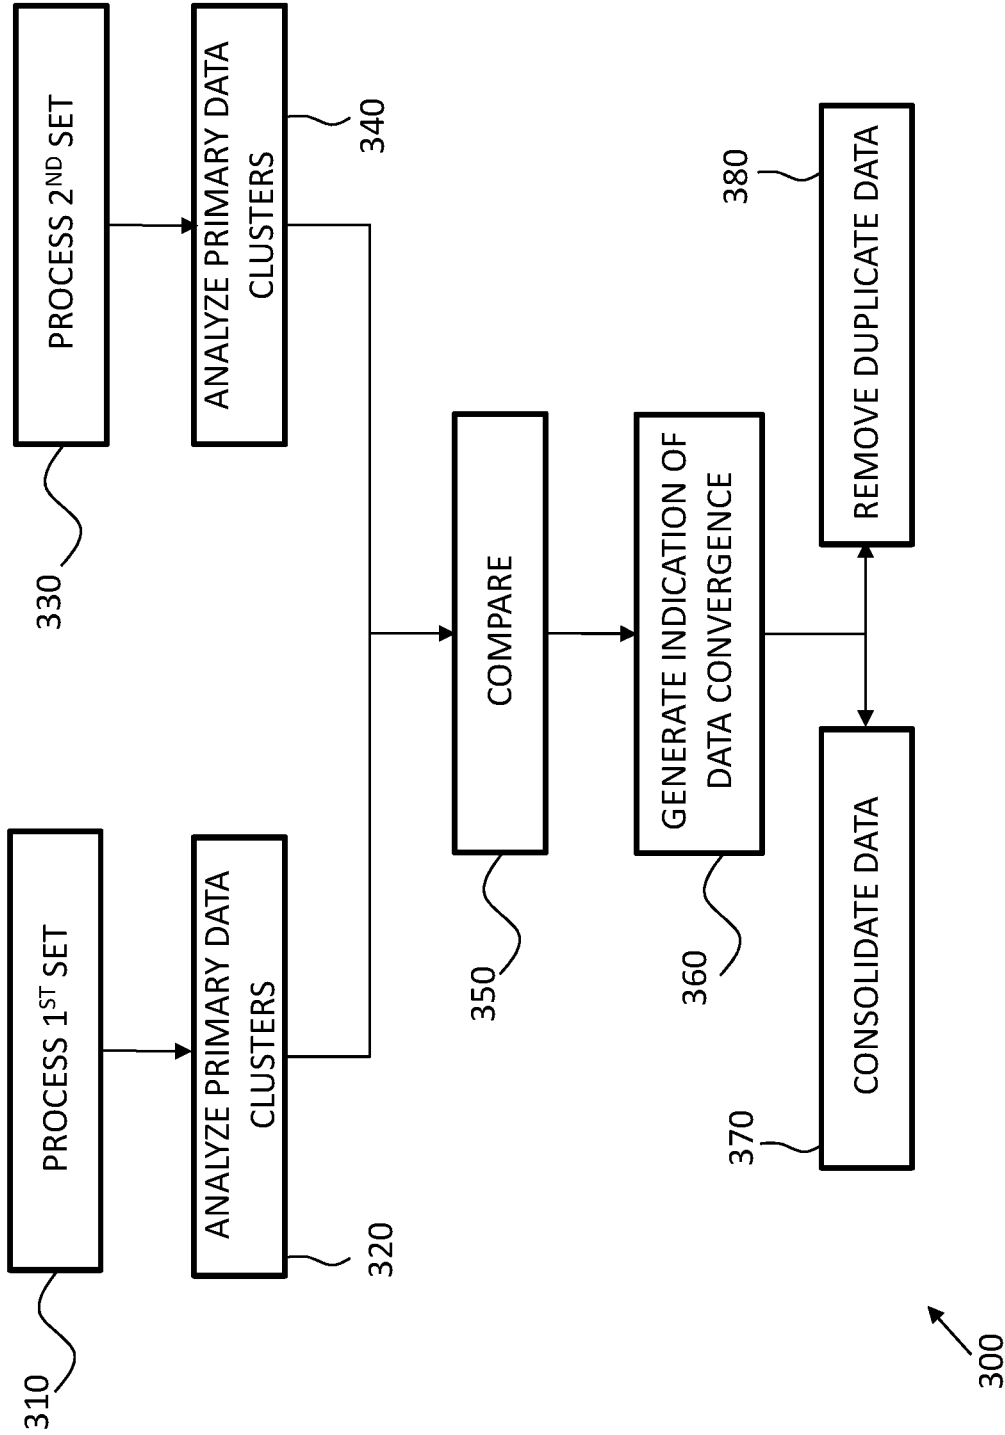 310
PROCESS 1ST SET
330
PROCESS 2ND SET
ANALYZE PRIMARY DATA
CLUSTERS
320
ANALYZE PRIMARY DATA
CLUSTERS
340
350
COMPARE
360
GENERATE INDICATION OF
DATA CONVERGENCE
370
CONSOLIDATE DATA
380
REMOVE DUPLICATE DATA
300